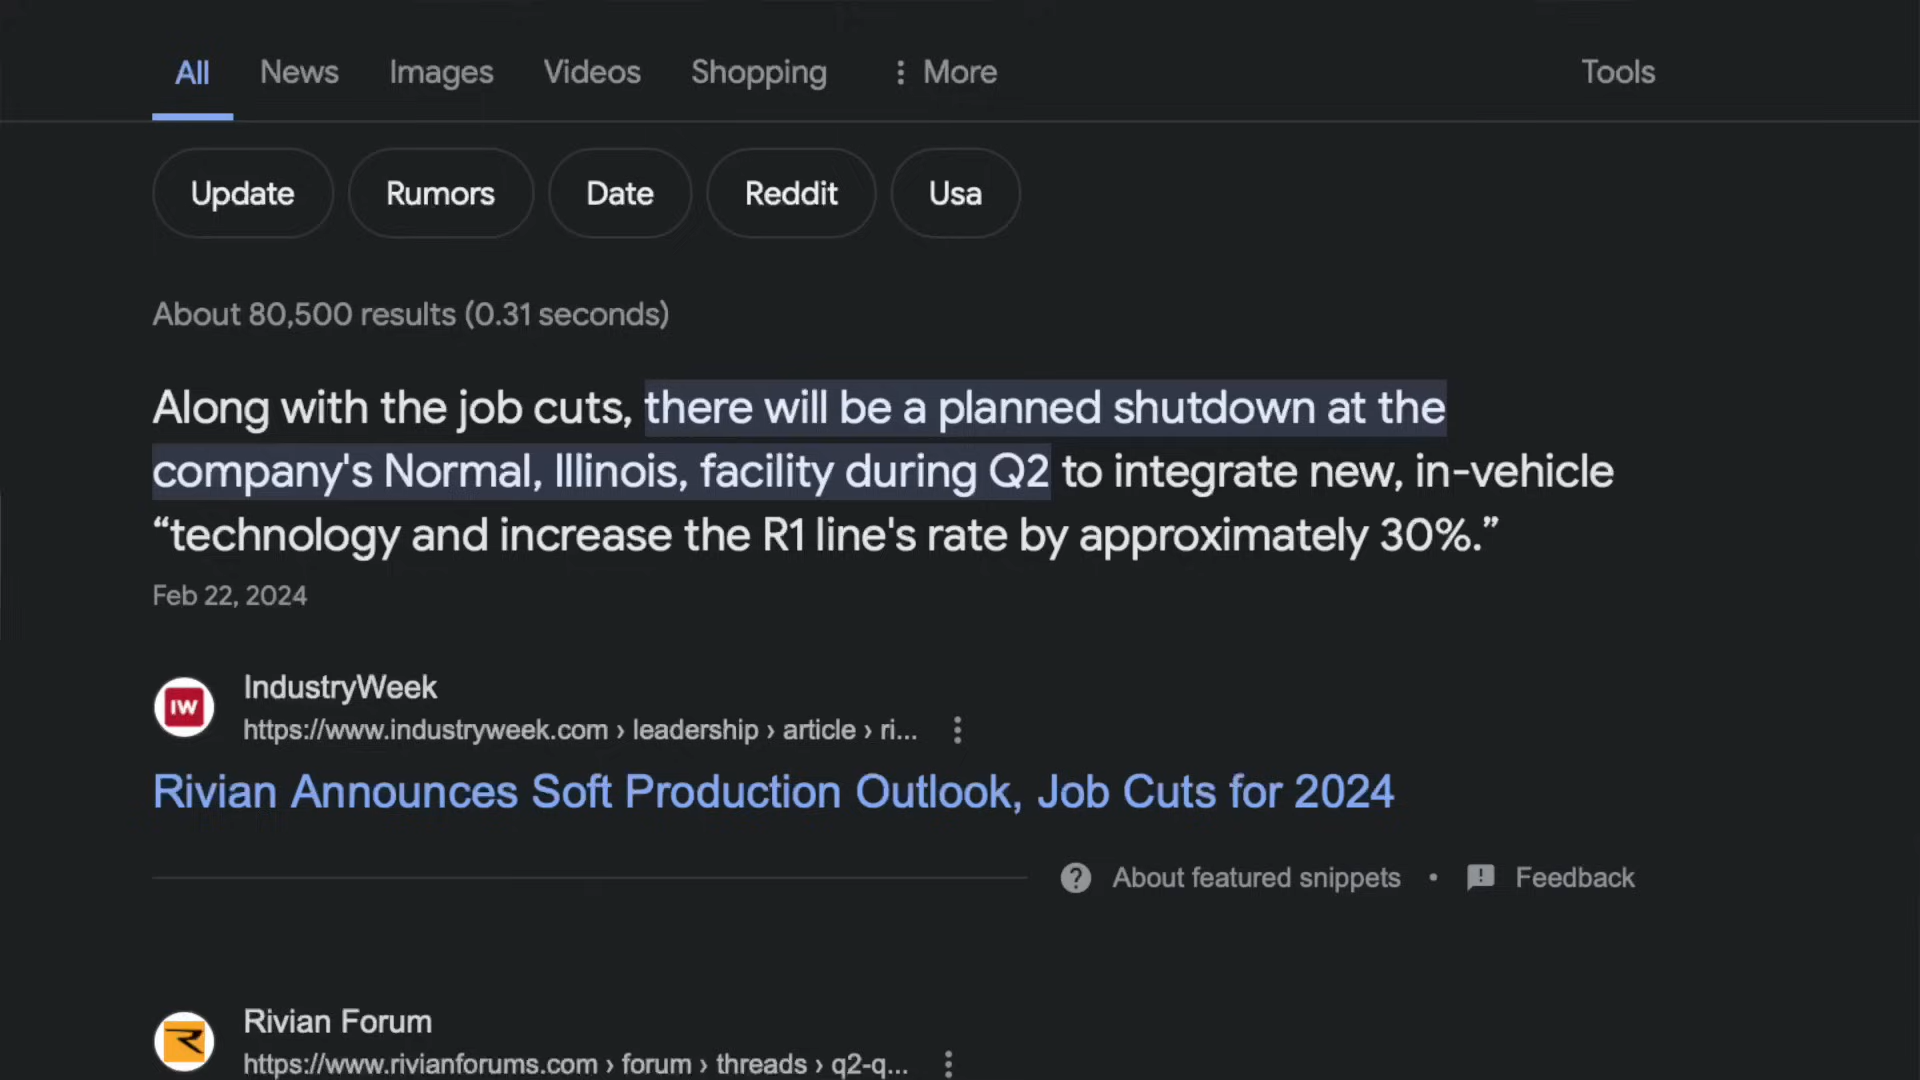 All News Images Videos Shopping More Tools
Update Rumors Date Reddit Usa
About 80,500 results (0.31 seconds)
Along with the job cuts, there will be a planned shutdown at the
company's Normal, Illinois, facility during Q2 to integrate new, in-vehicle
“technology and increase the R1 line's rate by approximately 30%.”
Feb 22, 2024
IW
IndustryWeek
https://www.industryweek.com › leadership › article › ri...
Rivian Announces Soft Production Outlook, Job Cuts for 2024
About featured snippets • Feedback
Rivian Forum
https://www.rivianforums.com › forum › threads › q2-q...